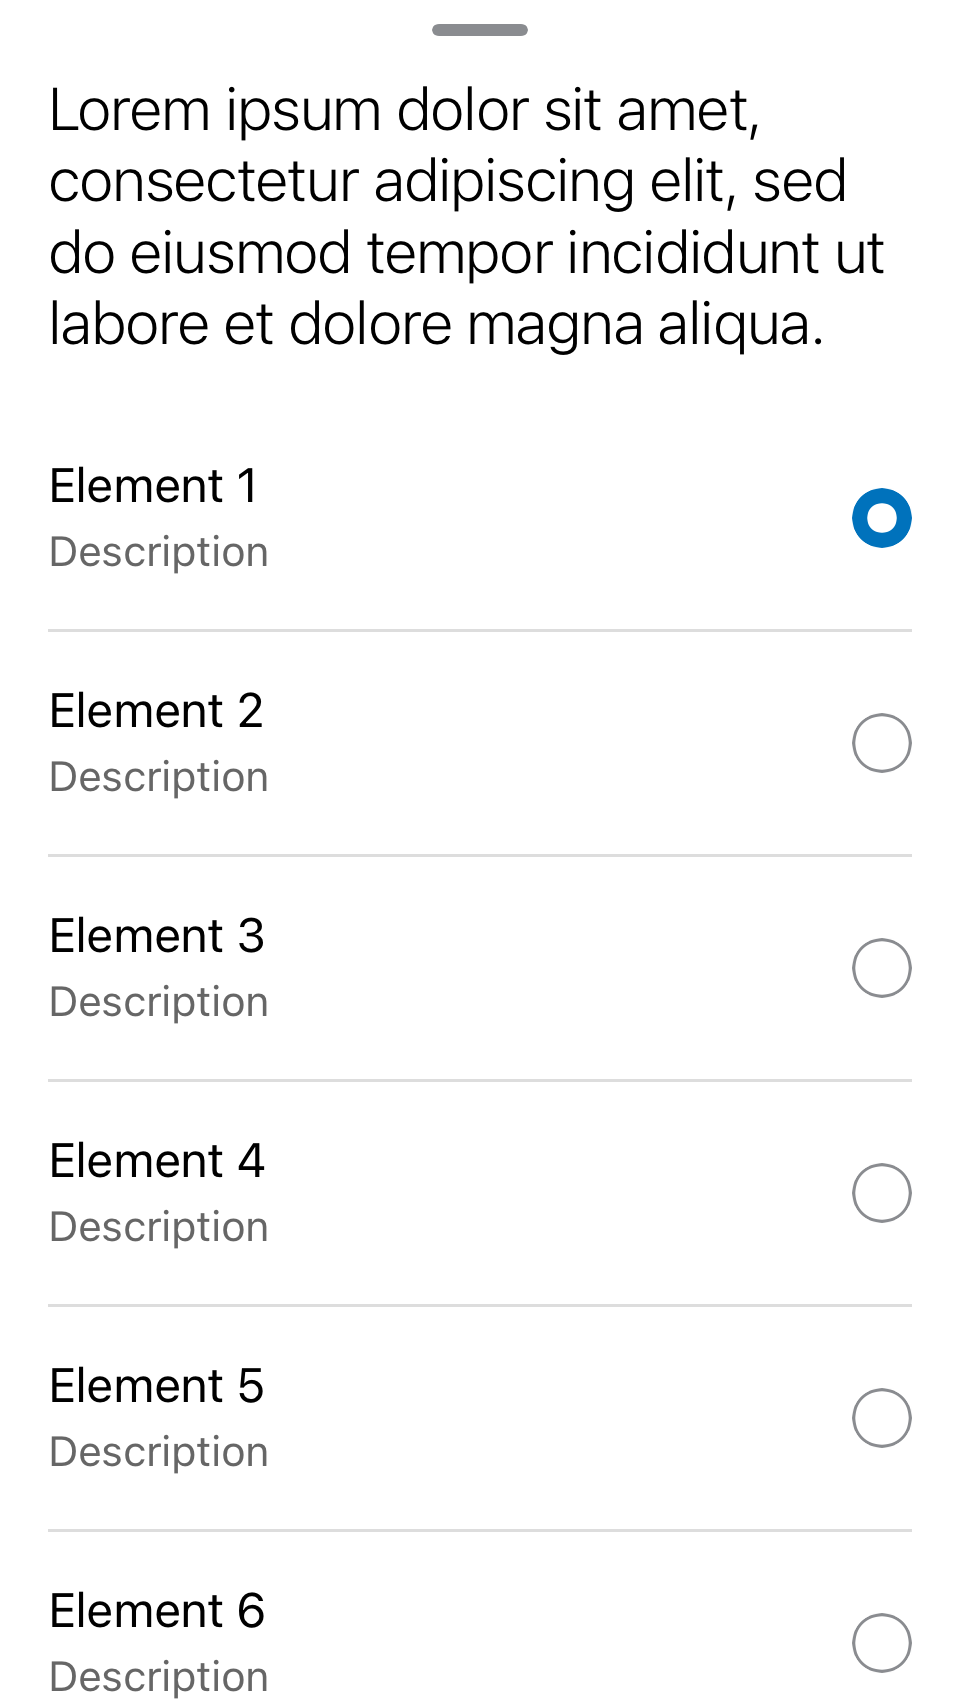 Lorem ipsum dolor sit amet,
consectetur adipiscing elit, sed
do eiusmod tempor incididunt ut
labore et dolore magna aliqua.
Element 1
Description
Element 2
Description
Element 3
Description
Element 4
Description
Element 5
Description
Element 6
Description